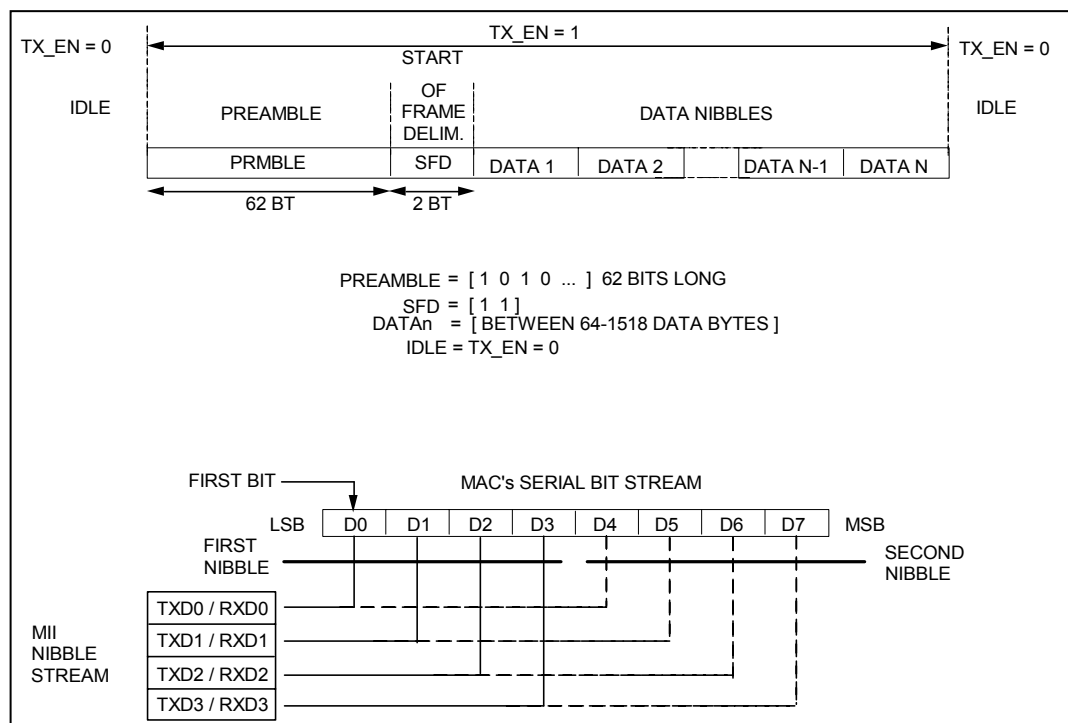 TX_EN = 0
TX_EN = 1
TX_EN = 0
IDLE
PREAMBLE
START
OF
FRAME
DELIM.
DATA NIBBLES
IDLE
PRMBLE
SFD
DATA 1
DATA 2
DATA N-1
DATA N
62 BT
2 BT
PREAMBLE = [ 1 0 1 0 ... ] 62 BITS LONG
SFD = [ 1 1 ]
DATAn = [ BETWEEN 64-1518 DATA BYTES ]
IDLE = TX_EN = 0
FIRST BIT
MAC's SERIAL BIT STREAM
LSB
D0
D1
D2
D3
D4
D5
D6
D7
MSB
FIRST
NIBBLE
SECOND
NIBBLE
MII
NIBBLE
STREAM
TXD0 / RXD0
TXD1 / RXD1
TXD2 / RXD2
TXD3 / RXD3